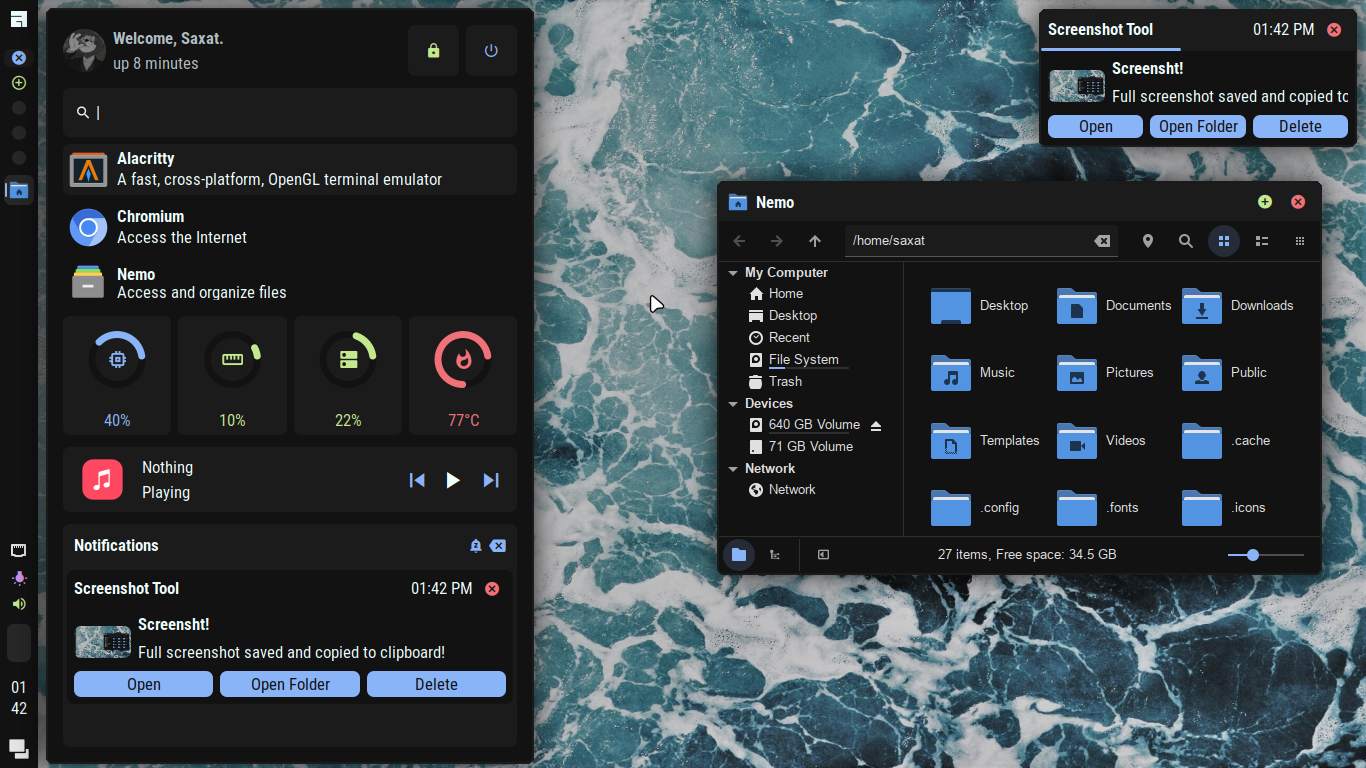 Welcome, Saxat.
up 8 minutes
Alacritty
A fast, cross-platform, OpenGL terminal emulator
Chromium
Access the Internet
Nemo
Access and organize files
40%
10%
22%
77°C
Nothing
Playing
Notifications
Screenshot Tool
01:42 PM
Screensht!
Full screenshot saved and copied to clipboard!
Open
Open Folder
Delete
01
42
Screenshot Tool
01:42 PM
Screensht!
Full screenshot saved and copied to
Open
Open Folder
Delete
Nemo
/home/saxat
My Computer
Home
Desktop
Recent
File System
Trash
Devices
640 GB Volume
71 GB Volume
Network
Network
Desktop
Documents
Downloads
Music
Pictures
Public
Templates
Videos
.cache
.config
.fonts
.icons
27 items, Free space: 34.5 GB